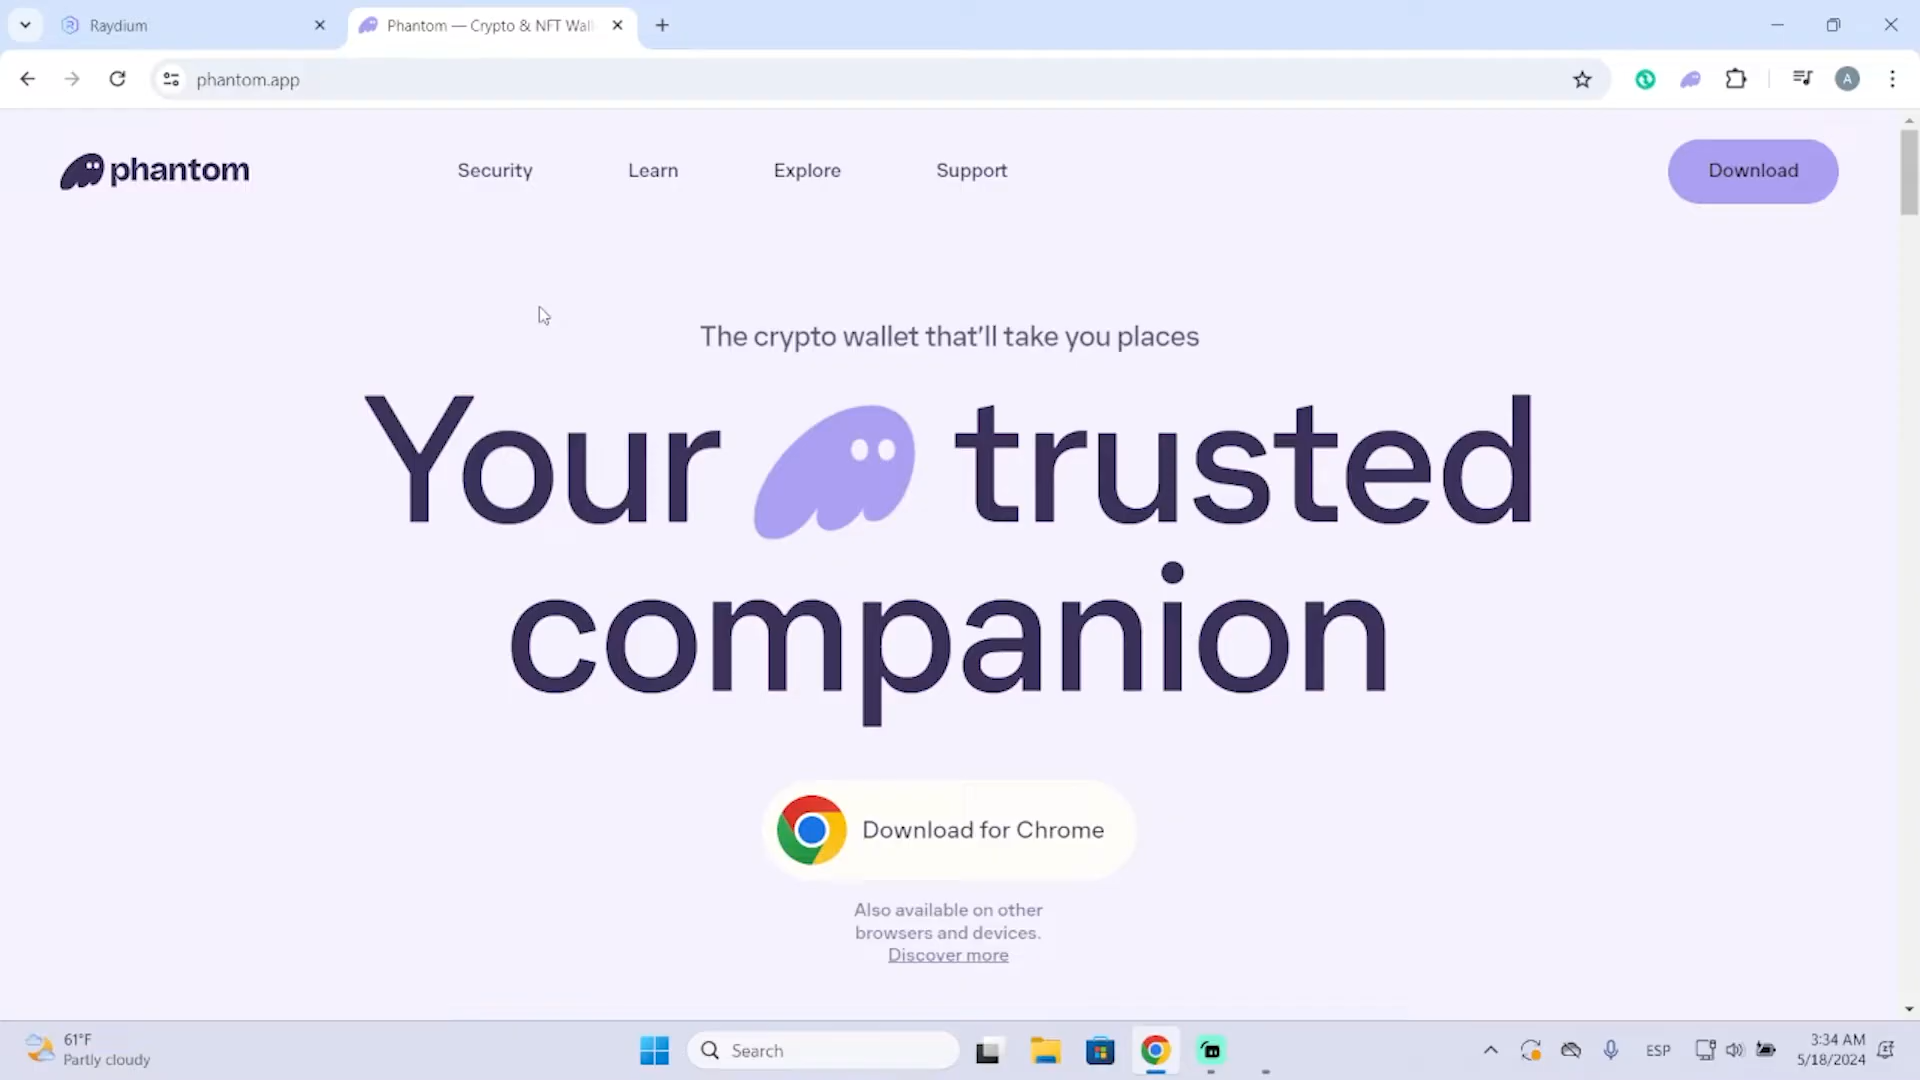 Raydium
Phantom — Crypto & NFT Wall
phantom.app
A
phantom
Security
Learn
Explore
Support
Download
The crypto wallet that'll take you places
Your trusted
companion
Download for Chrome
Also available on other
browsers and devices.
Discover more
61°F
Partly cloudy
Search
ESP
3:34 AM
5/18/2024